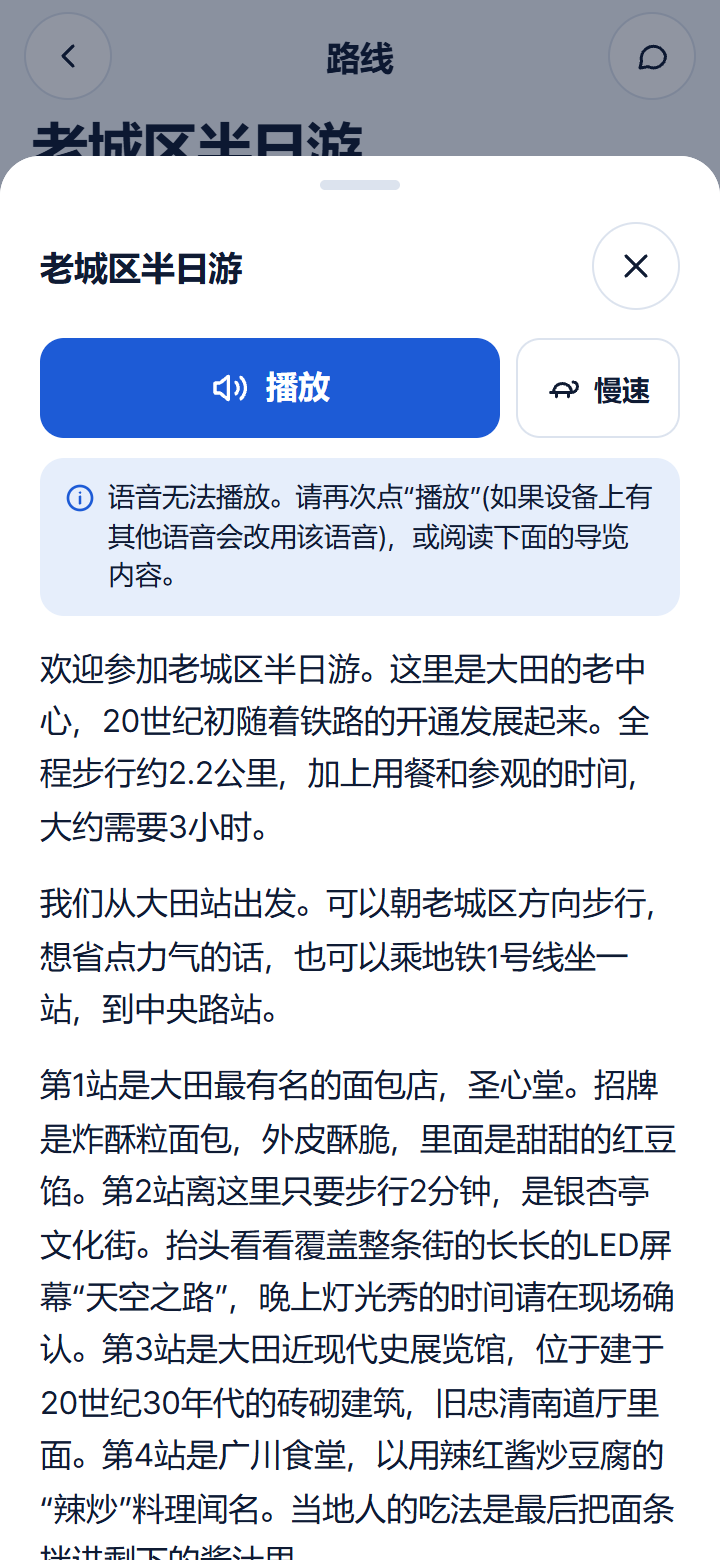 路线
老城区半日游
老城区半日游
播放
慢速
语音无法播放。请再次点“播放”(如果设备上有
其他语音会改用该语音)，或阅读下面的导览
内容。
欢迎参加老城区半日游。这里是大田的老中
心，20世纪初随着铁路的开通发展起来。全
程步行约2.2公里，加上用餐和参观的时间，
大约需要3小时。
我们从大田站出发。可以朝老城区方向步行，
想省点力气的话，也可以乘地铁1号线坐一
站，到中央路站。
第1站是大田最有名的面包店，圣心堂。招牌
是炸酥粒面包，外皮酥脆，里面是甜甜的红豆
馅。第2站离这里只要步行2分钟，是银杏亭
文化街。抬头看看覆盖整条街的长长的LED屏
幕“天空之路”，晚上灯光秀的时间请在现场确
认。第3站是大田近现代史展览馆，位于建于
20世纪30年代的砖砌建筑，旧忠清南道厅里
面。第4站是广川食堂，以用辣红酱炒豆腐的
“辣炒”料理闻名。当地人的吃法是最后把面条
拌进剩下的酱汁里